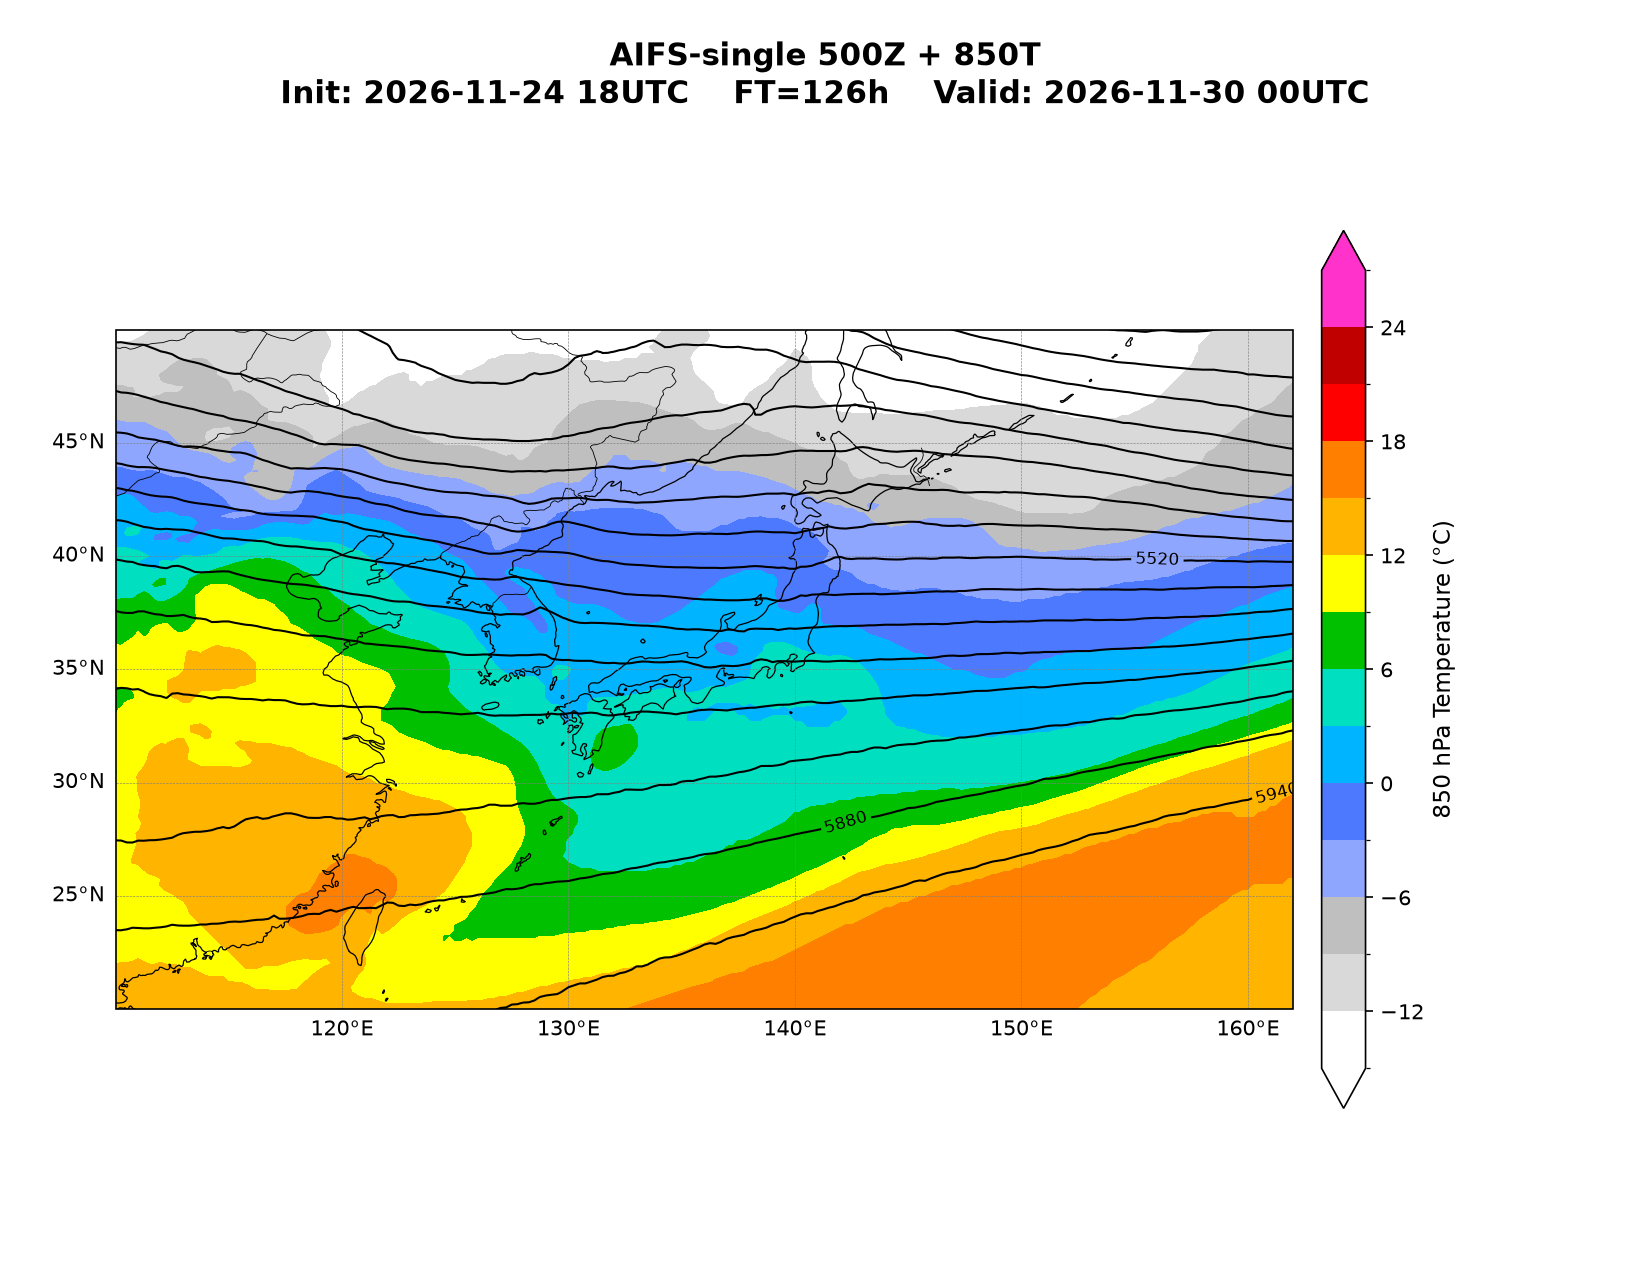 AIFS-single 500Z + 850T
Init: 2026-11-24 18UTC    FT=126h    Valid: 2026-11-30 00UTC
24
18
12
6
0
−6
−12
850 hPa Temperature (°C)
45°N
40°N
35°N
30°N
25°N
5520
5940
5880
120°E
130°E
140°E
150°E
160°E